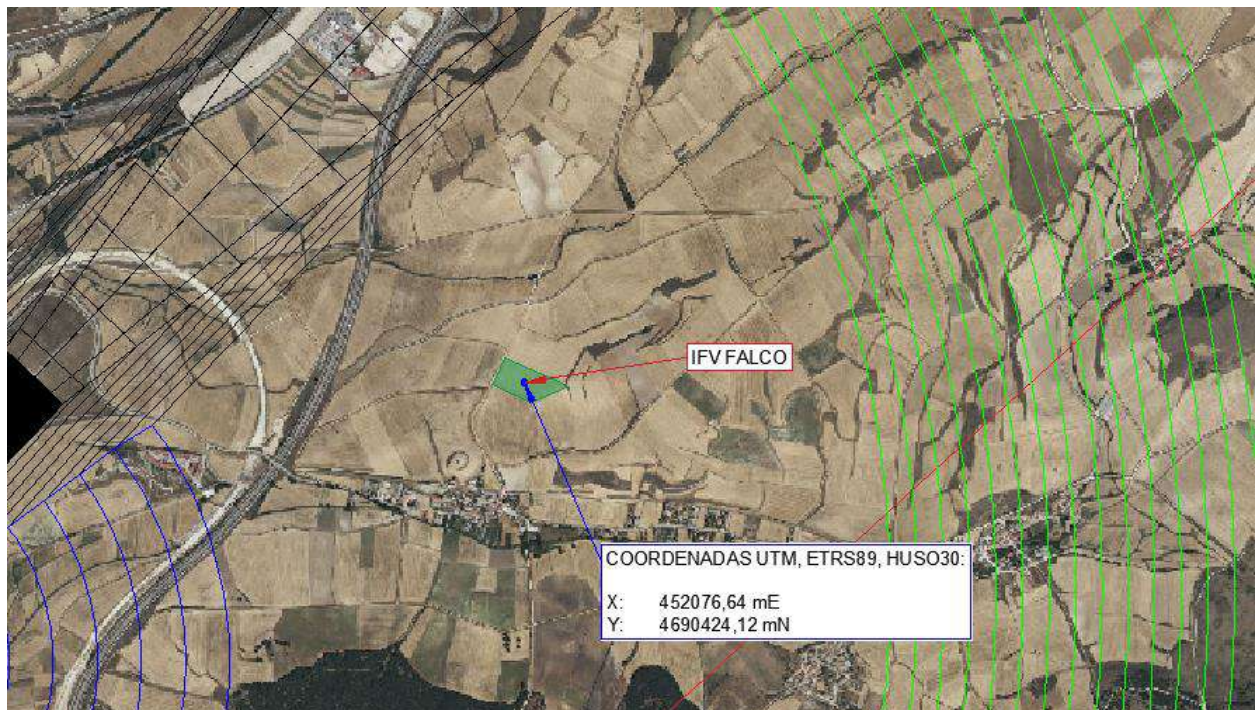 IFV FALCO
COORDENADAS UTM, ETRS89, HUSO30:
X: 452076,64 mE
Y: 4690424,12 mN